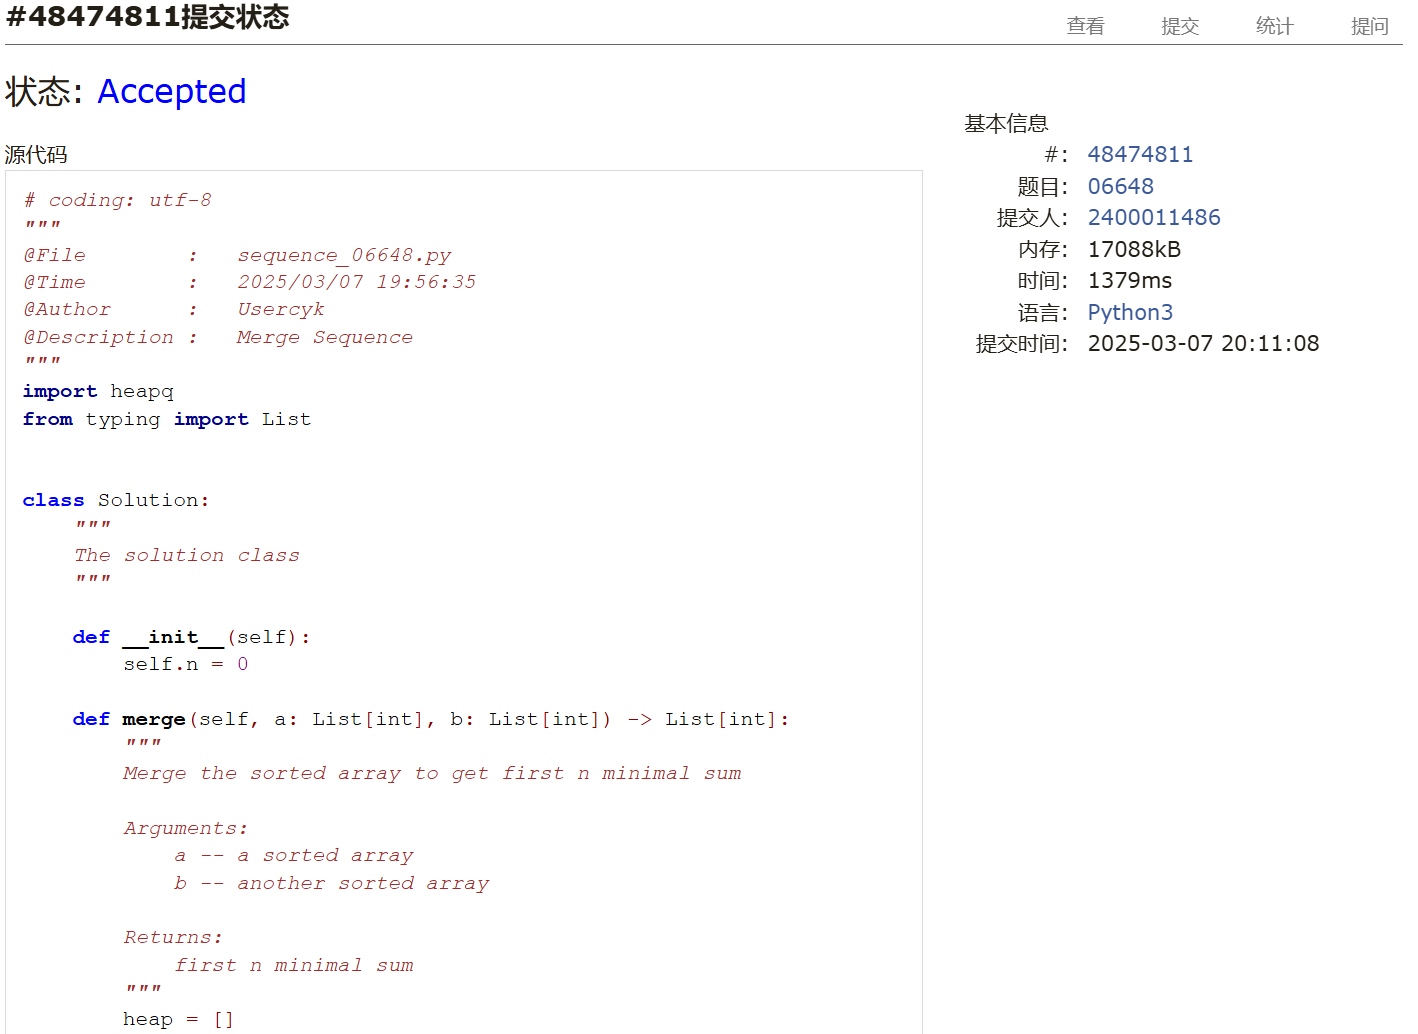 #48474811提交状态
查看 提交 统计 提问
状态: Accepted
源代码
# coding: utf-8
"""
@File        :   sequence_06648.py
@Time        :   2025/03/07 19:56:35
@Author      :   Usercyk
@Description :   Merge Sequence
"""
import heapq
from typing import List
class Solution:
    """
    The solution class
    """
    def __init__(self):
        self.n = 0
    def merge(self, a: List[int], b: List[int]) -> List[int]:
        """
        Merge the sorted array to get first n minimal sum
        Arguments:
            a -- a sorted array
            b -- another sorted array
        Returns:
            first n minimal sum
        """
        heap = []
基本信息
#: 48474811
题目: 06648
提交人: 2400011486
内存: 17088kB
时间: 1379ms
语言: Python3
提交时间: 2025-03-07 20:11:08